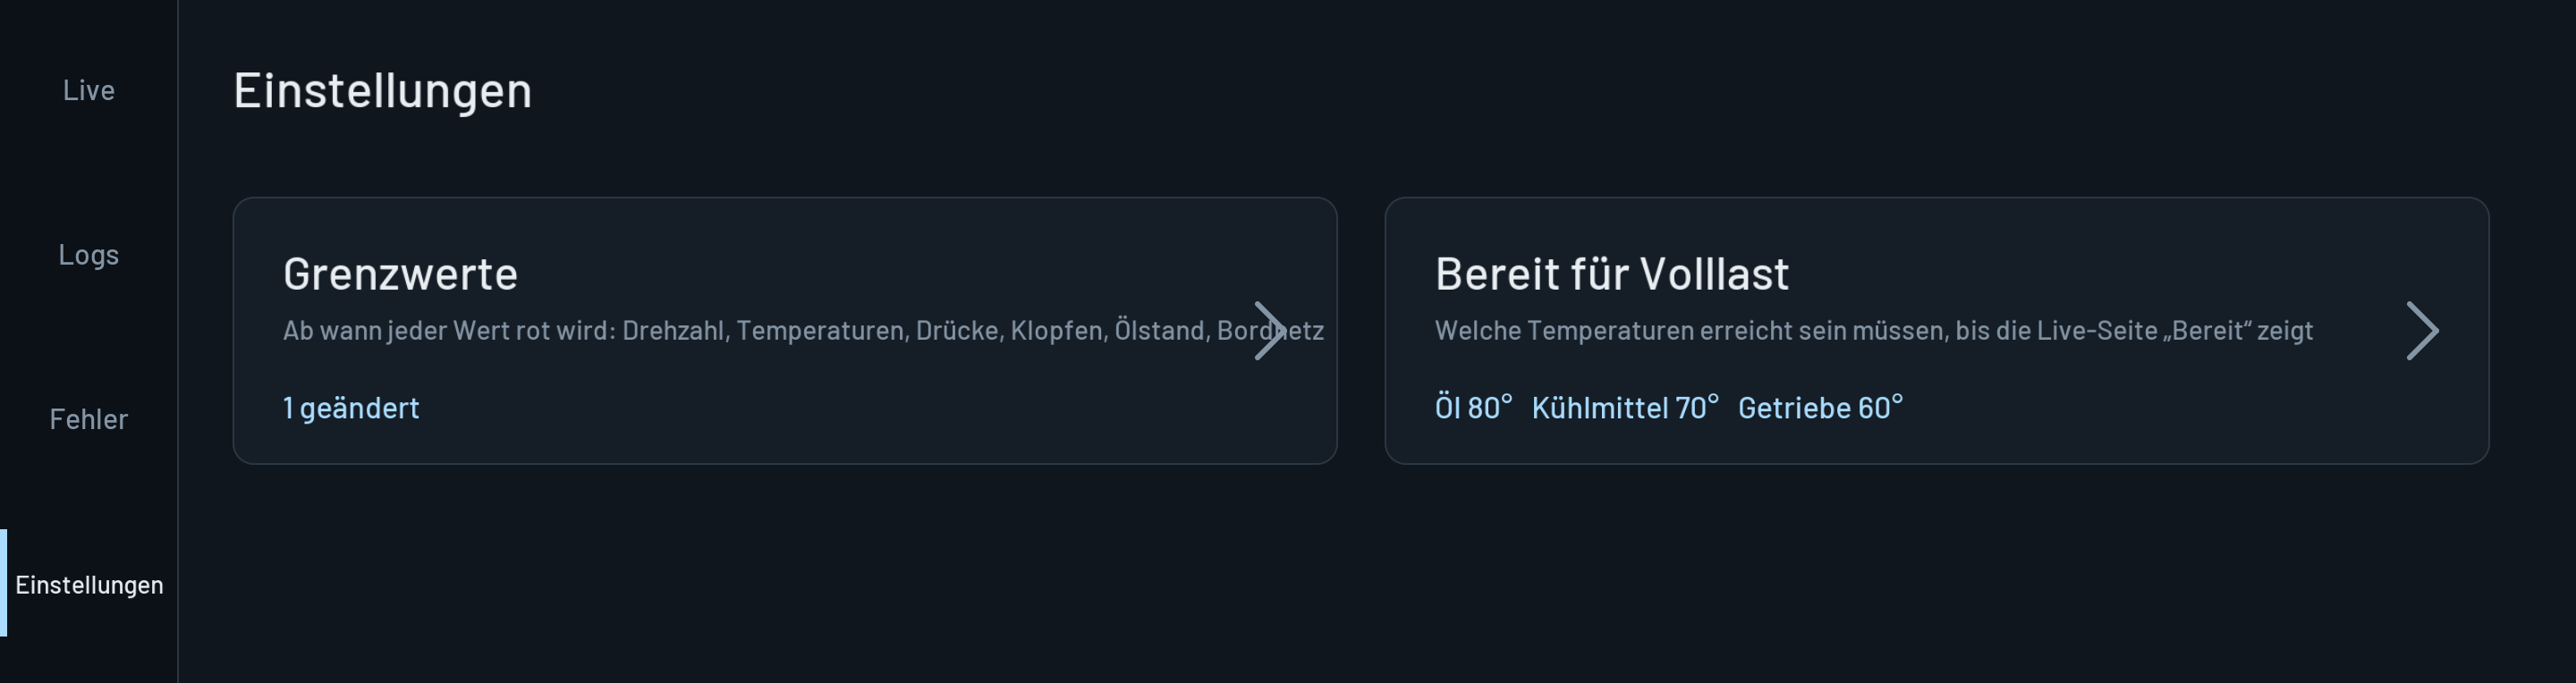 Live
Logs
Fehler
Einstellungen
Einstellungen
Grenzwerte
Ab wann jeder Wert rot wird: Drehzahl, Temperaturen, Drücke, Klopfen, Ölstand, Bordnetz
1 geändert
Bereit für Volllast
Welche Temperaturen erreicht sein müssen, bis die Live-Seite „Bereit“ zeigt
Öl 80° Kühlmittel 70° Getriebe 60°